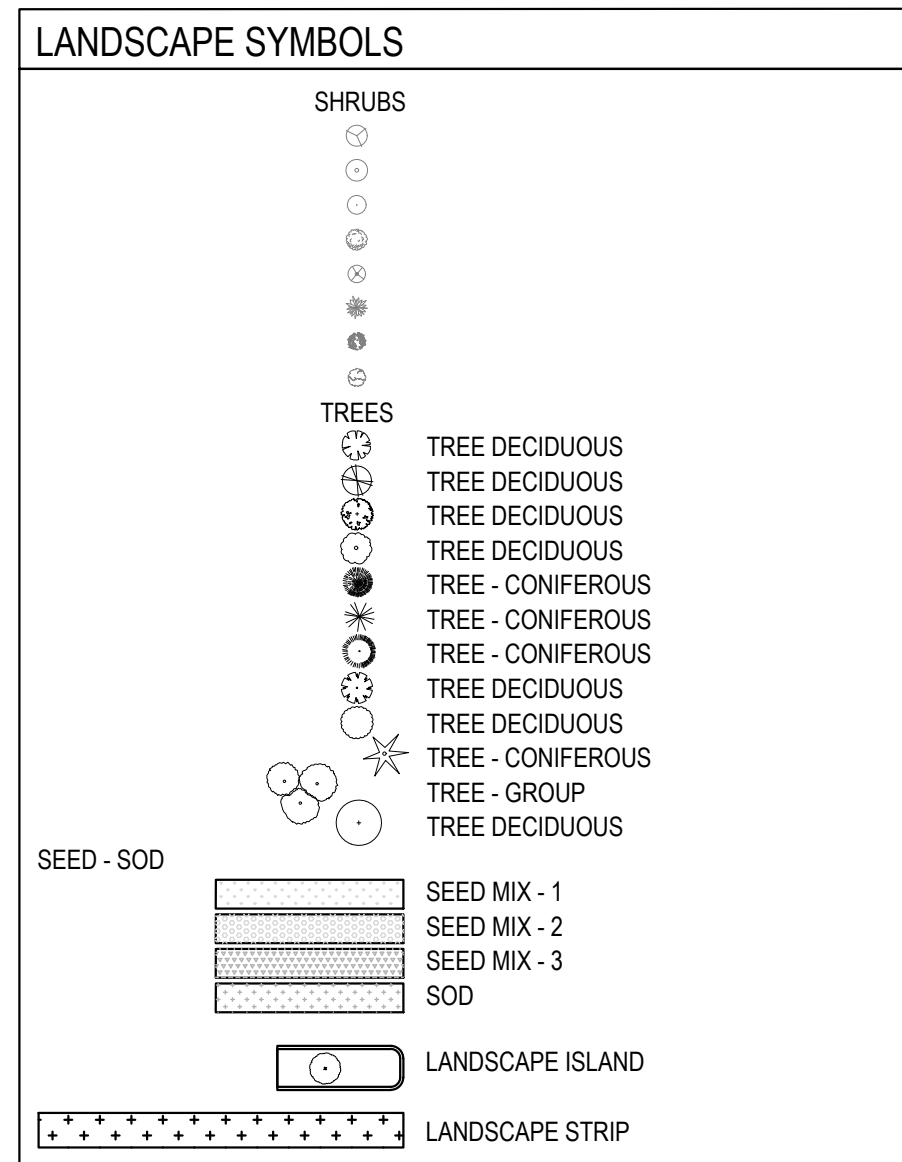 LANDSCAPE SYMBOLS
SHRUBS
TREES
TREE DECIDUOUS
TREE DECIDUOUS
TREE DECIDUOUS
TREE DECIDUOUS
TREE - CONIFEROUS
TREE - CONIFEROUS
TREE - CONIFEROUS
TREE DECIDUOUS
TREE DECIDUOUS
TREE - CONIFEROUS
TREE - GROUP
TREE DECIDUOUS
SEED - SOD
SEED MIX - 1
SEED MIX - 2
SEED MIX - 3
SOD
LANDSCAPE ISLAND
LANDSCAPE STRIP